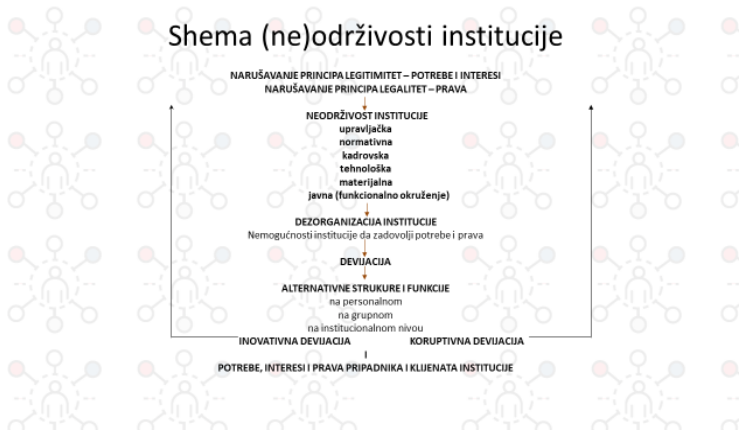 Shema (ne)održivosti institucije
NARUŠAVANJE PRINCIPA LEGITIMITET – POTREBE I INTERESI
NARUŠAVANJE PRINCIPA LEGALITET – PRAVA
NEODRŽIVOST INSTITUCIJE
upravljačka
normativna
kadrovska
tehnološka
materijalna
javna (funkcionalno okruženje)
DEZORGANIZACIJA INSTITUCIJE
Nemogućnosti institucije da zadovolji potrebe i prava
DEVIJACIJA
ALTERNATIVNE STRUKURE I FUNKCIJE
na personalnom
na grupnom
na institucionalnom nivou
INOVATIVNA DEVIJACIJA KORUPTIVNA DEVIJACIJA
I
POTREBE, INTERESI I PRAVA PRIPADNIKA I KLIJENATA INSTITUCIJE